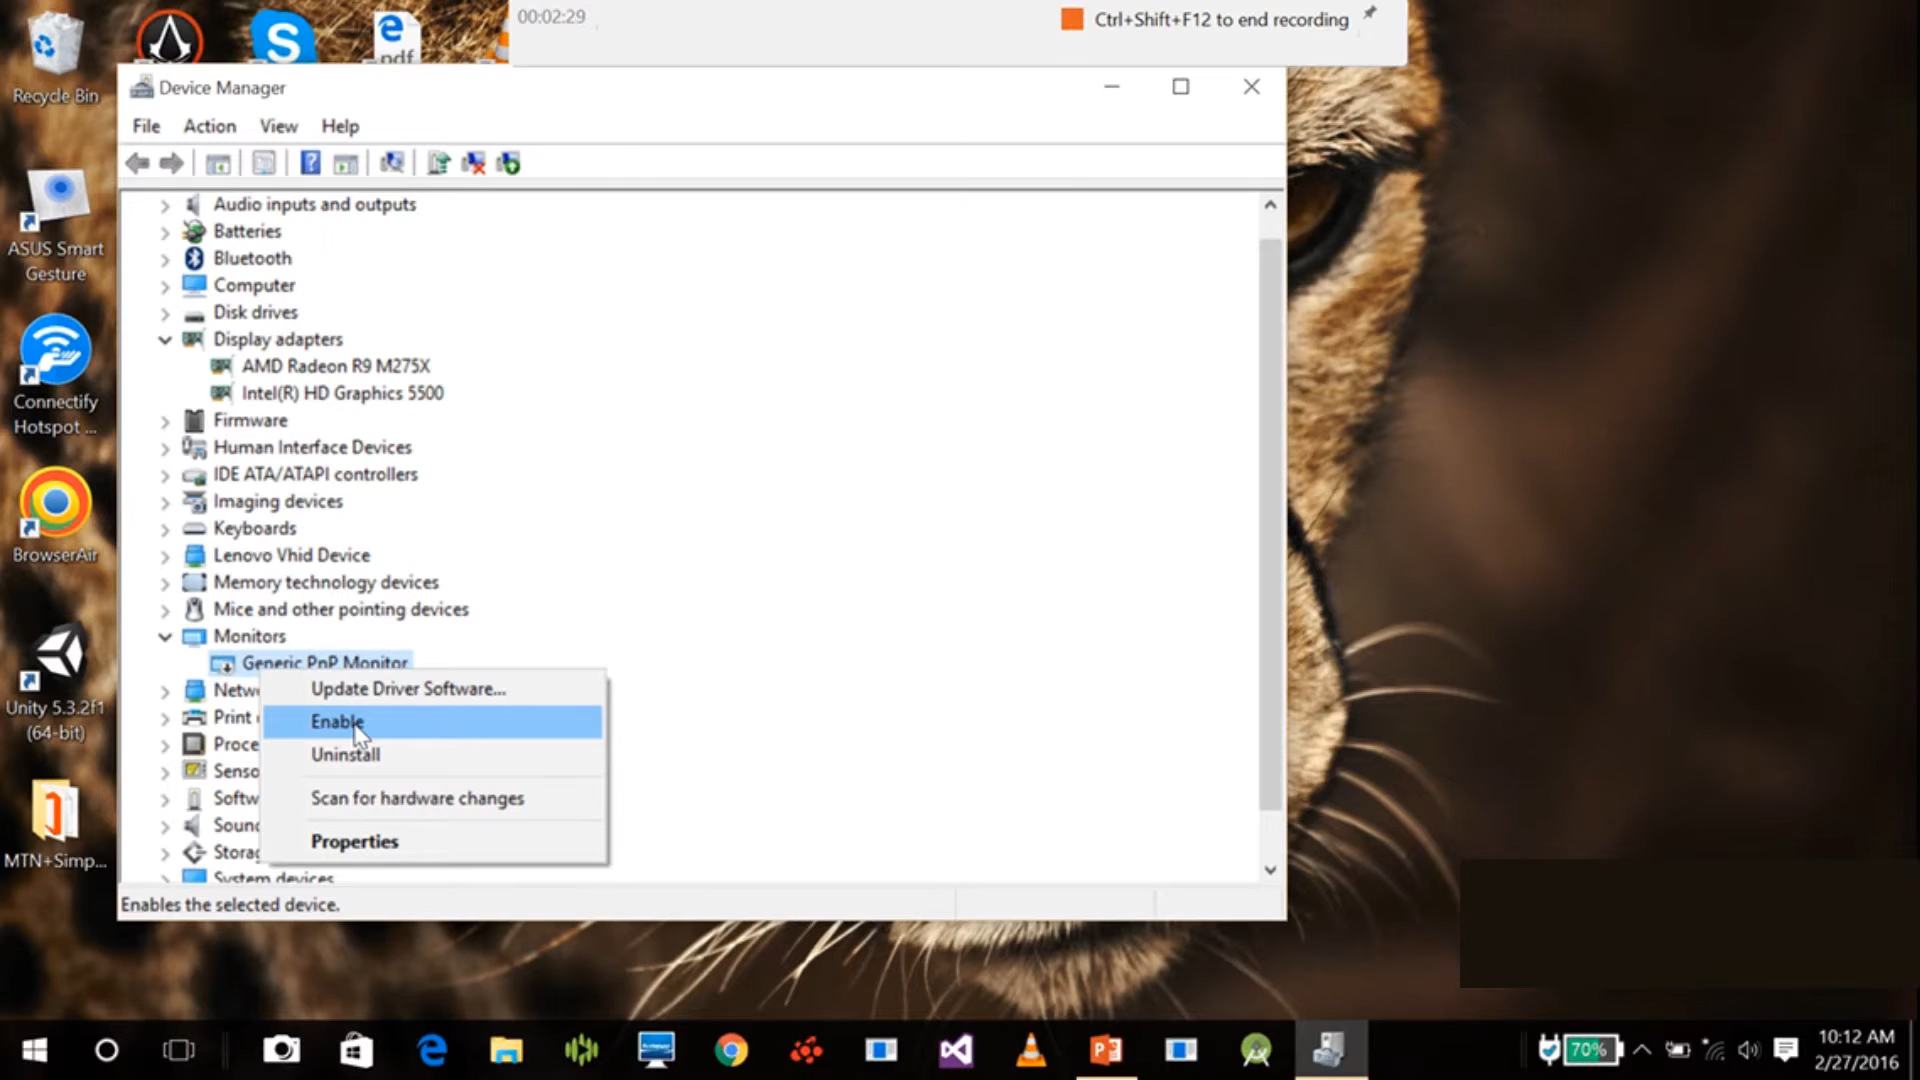 00:02:29
Ctrl+Shift+F12 to end recording
Recycle Bin
pdf
Device Manager
File Action View Help
Audio inputs and outputs
Batteries
Bluetooth
Computer
Disk drives
Display adapters
AMD Radeon R9 M275X
Intel(R) HD Graphics 5500
Firmware
Human Interface Devices
IDE ATA/ATAPI controllers
Imaging devices
Keyboards
Lenovo Vhid Device
Memory technology devices
Mice and other pointing devices
Monitors
Generic PnP Monitor
Netw
Print
Proce
Senso
Softw
Sound
Storag
System devices
Update Driver Software...
Enable
Uninstall
Scan for hardware changes
Properties
Enables the selected device.
ASUS Smart
Gesture
Connectify
Hotspot ...
BrowserAir
Unity 5.3.2f1
(64-bit)
MTN+Simp...
70%
10:12 AM
2/27/2016